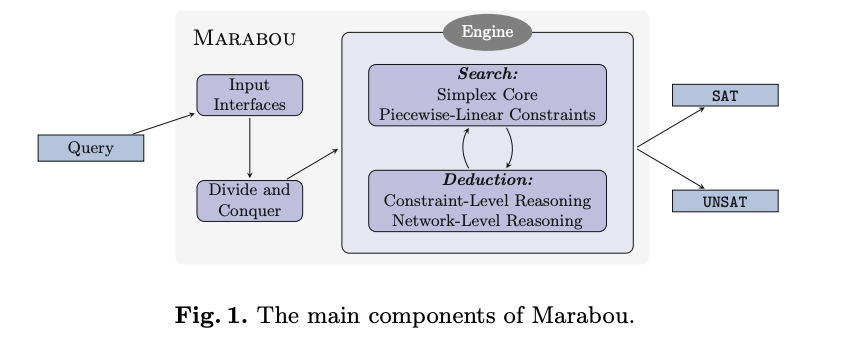 MARABOU
Engine
Input
Interfaces
Search:
Simplex Core
Piecewise-Linear Constraints
SAT
Query
Divide and
Conquer
Deduction:
Constraint-Level Reasoning
Network-Level Reasoning
UNSAT
Fig. 1. The main components of Marabou.